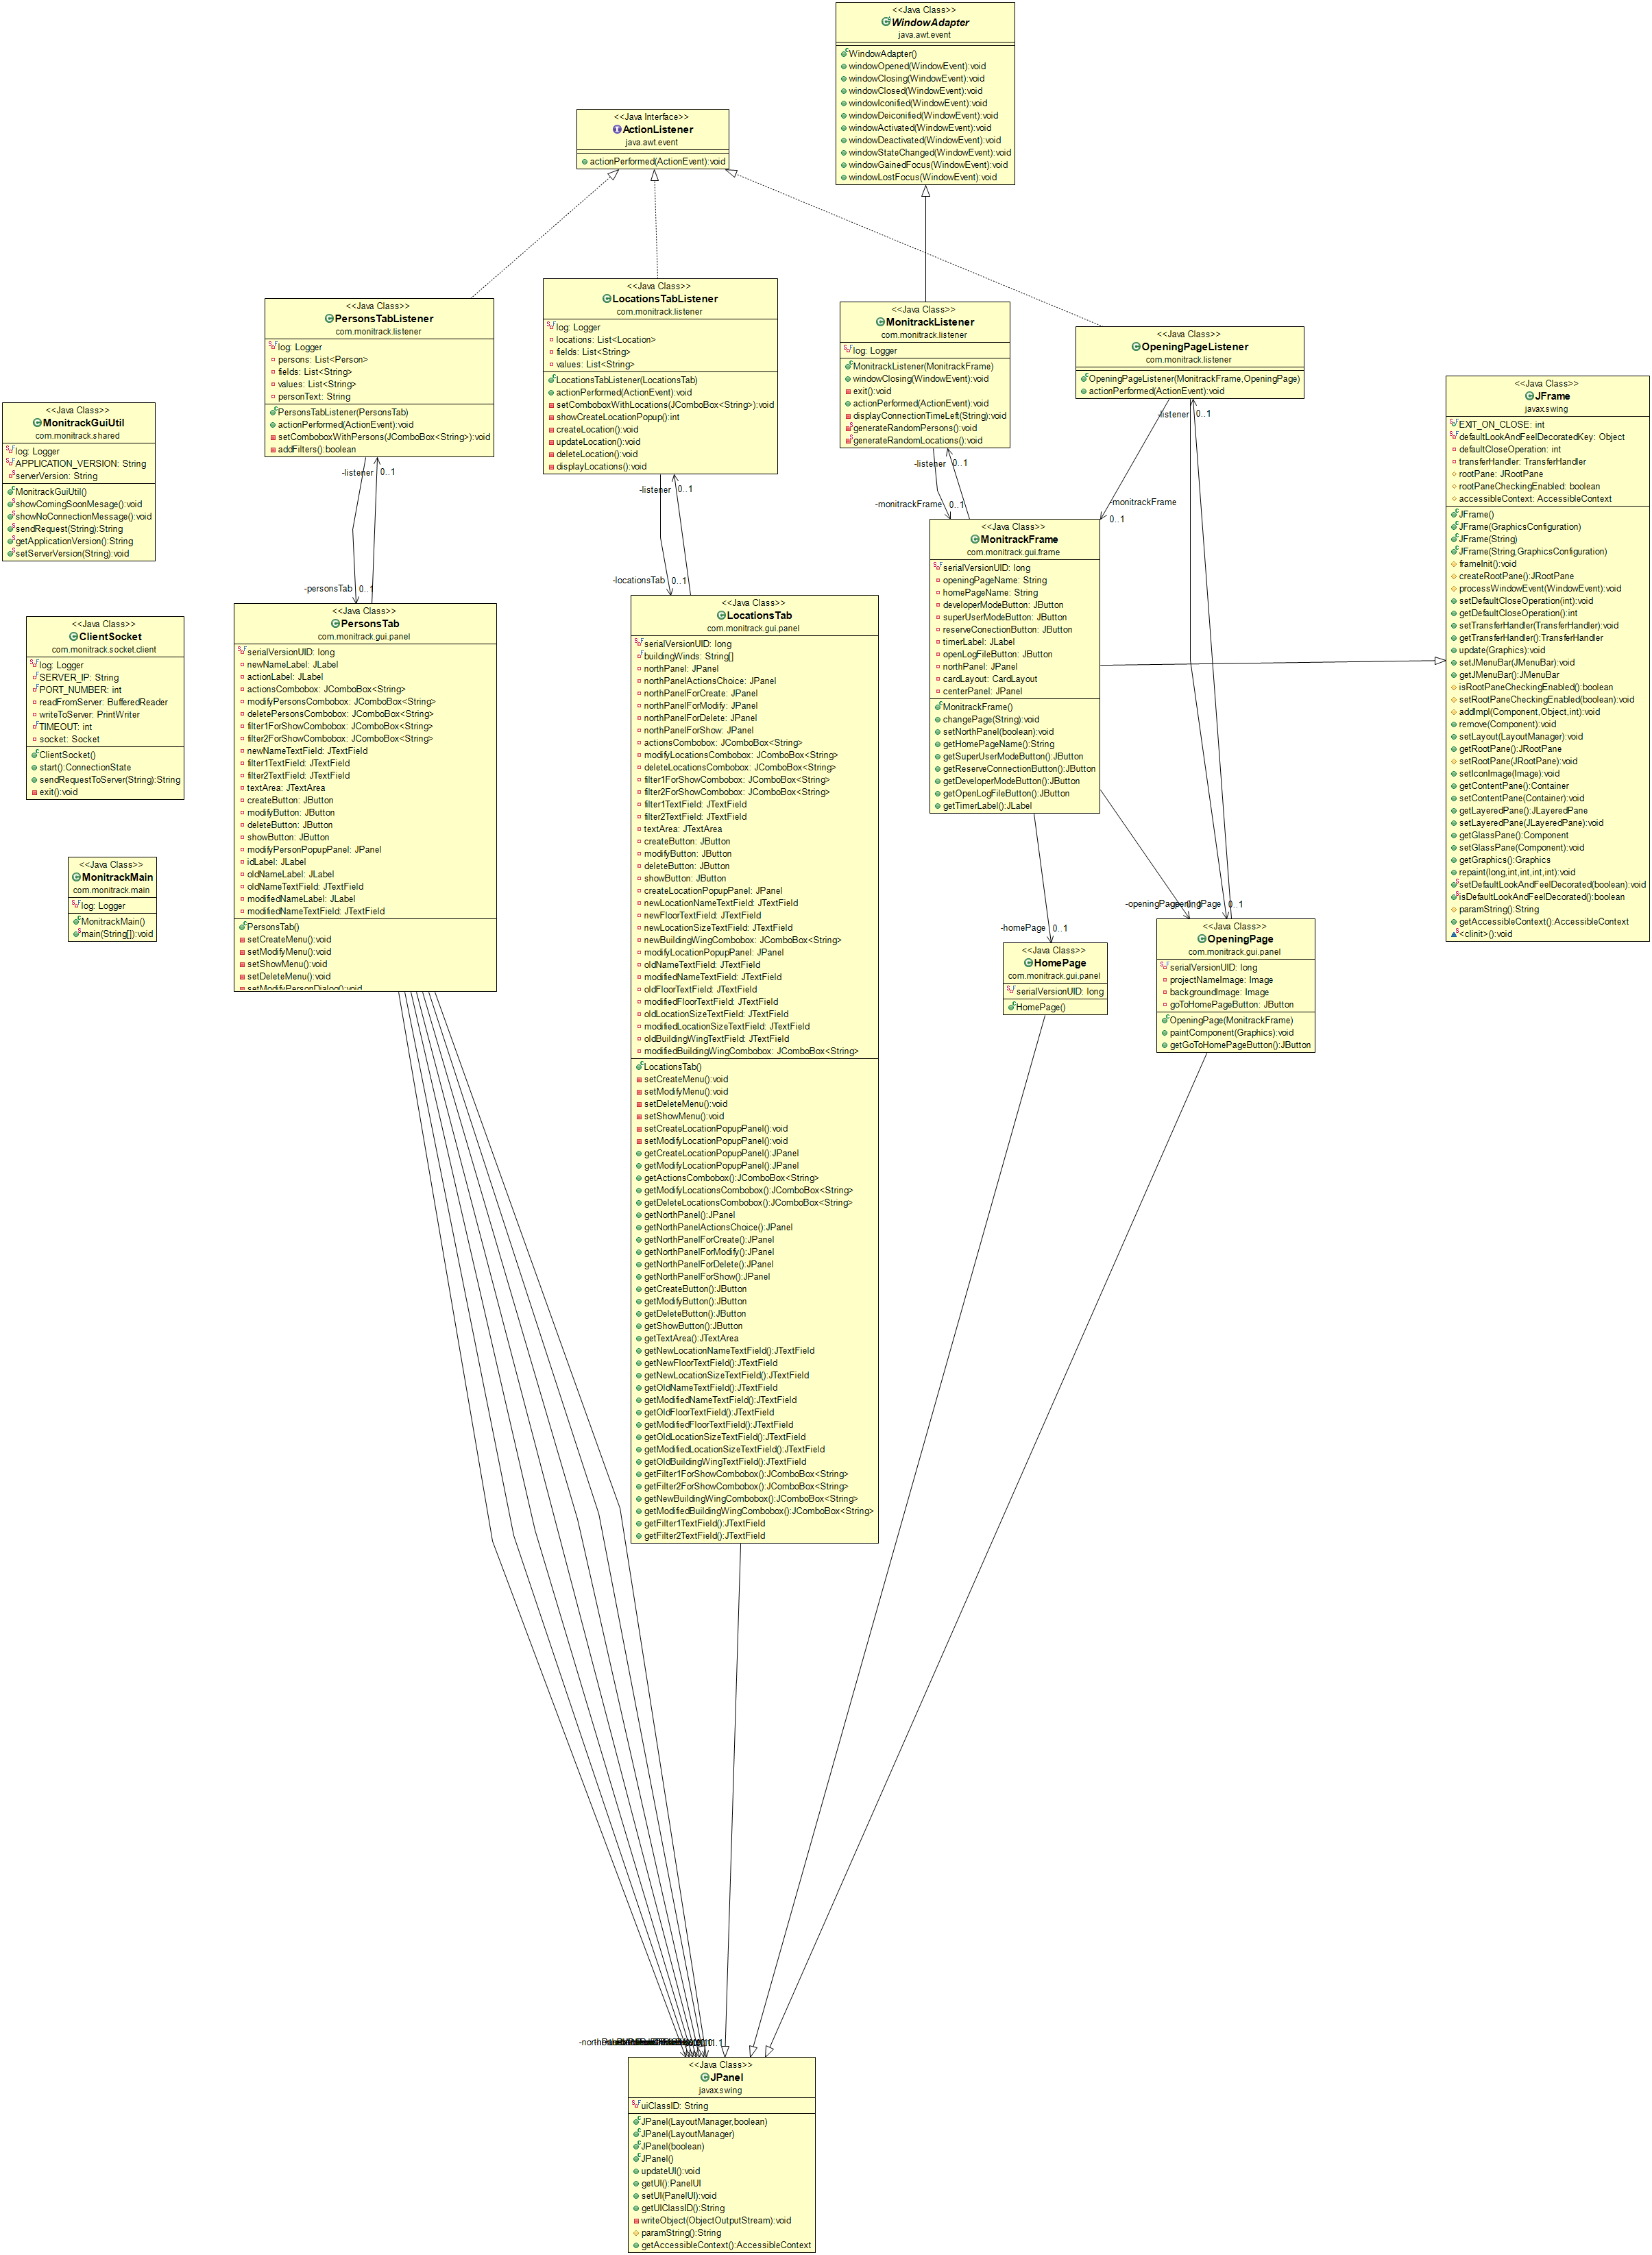 <<Java Class>>
WindowAdapter
java.awt.event
WindowAdapter()
windowOpened(WindowEvent):void
windowClosing(WindowEvent):void
windowClosed(WindowEvent):void
windowIconified(WindowEvent):void
windowDeiconified(WindowEvent):void
windowActivated(WindowEvent):void
windowDeactivated(WindowEvent):void
windowStateChanged(WindowEvent):void
windowGainedFocus(WindowEvent):void
windowLostFocus(WindowEvent):void
<<Java Interface>>
ActionListener
java.awt.event
actionPerformed(ActionEvent):void
<<Java Class>>
PersonsTabListener
com.monitrack.listener
log: Logger
persons: List<Person>
fields: List<String>
values: List<String>
personText: String
PersonsTabListener(PersonsTab)
actionPerformed(ActionEvent):void
setComboboxWithPersons(JComboBox<String>):void
addFilters():boolean
<<Java Class>>
LocationsTabListener
com.monitrack.listener
log: Logger
locations: List<Location>
fields: List<String>
values: List<String>
LocationsTabListener(LocationsTab)
actionPerformed(ActionEvent):void
setComboboxWithLocations(JComboBox<String>):void
showCreateLocationPopup():int
createLocation():void
updateLocation():void
deleteLocation():void
displayLocations():void
<<Java Class>>
MonitrackListener
com.monitrack.listener
log: Logger
MonitrackListener(MonitrackFrame)
windowClosing(WindowEvent):void
exit():void
actionPerformed(ActionEvent):void
displayConnectionTimeLeft(String):void
generateRandomPersons():void
generateRandomLocations():void
<<Java Class>>
OpeningPageListener
com.monitrack.listener
OpeningPageListener(MonitrackFrame,OpeningPage)
actionPerformed(ActionEvent):void
<<Java Class>>
JFrame
javax.swing
EXIT_ON_CLOSE: int
defaultLookAndFeelDecoratedKey: Object
defaultCloseOperation: int
transferHandler: TransferHandler
rootPane: JRootPane
rootPaneCheckingEnabled: boolean
accessibleContext: AccessibleContext
JFrame()
JFrame(GraphicsConfiguration)
JFrame(String)
JFrame(String,GraphicsConfiguration)
frameInit():void
createRootPane():JRootPane
processWindowEvent(WindowEvent):void
setDefaultCloseOperation(int):void
getDefaultCloseOperation():int
setTransferHandler(TransferHandler):void
getTransferHandler():TransferHandler
update(Graphics):void
setJMenuBar(JMenuBar):void
getJMenuBar():JMenuBar
isRootPaneCheckingEnabled():boolean
setRootPaneCheckingEnabled(boolean):void
addImpl(Component,Object,int):void
remove(Component):void
setLayout(LayoutManager):void
getRootPane():JRootPane
setRootPane(JRootPane):void
setIconImage(Image):void
getContentPane():Container
setContentPane(Container):void
getLayeredPane():JLayeredPane
setLayeredPane(JLayeredPane):void
getGlassPane():Component
setGlassPane(Component):void
getGraphics():Graphics
repaint(long,int,int,int,int):void
setDefaultLookAndFeelDecorated(boolean):void
isDefaultLookAndFeelDecorated():boolean
paramString():String
getAccessibleContext():AccessibleContext
<clinit>():void
<<Java Class>>
MonitrackGuiUtil
com.monitrack.shared
log: Logger
APPLICATION_VERSION: String
serverVersion: String
MonitrackGuiUtil()
showComingSoonMesage():void
showNoConnectionMessage():void
sendRequest(String):String
getApplicationVersion():String
setServerVersion(String):void
<<Java Class>>
ClientSocket
com.monitrack.socket.client
log: Logger
SERVER_IP: String
PORT_NUMBER: int
readFromServer: BufferedReader
writeToServer: PrintWriter
TIMEOUT: int
socket: Socket
ClientSocket()
start():ConnectionState
sendRequestToServer(String):String
exit():void
<<Java Class>>
MonitrackMain
com.monitrack.main
log: Logger
MonitrackMain()
main(String[]):void
-listener 0..1
-personsTab 0..1
-listener 0..1
-locationsTab 0..1
-listener 0..1
-monitrackFrame 0..1
-listener 0..1
-monitrackFrame
0..1
<<Java Class>>
PersonsTab
com.monitrack.gui.panel
serialVersionUID: long
newNameLabel: JLabel
actionLabel: JLabel
actionsCombobox: JComboBox<String>
modifyPersonsCombobox: JComboBox<String>
deletePersonsCombobox: JComboBox<String>
filter1ForShowCombobox: JComboBox<String>
filter2ForShowCombobox: JComboBox<String>
newNameTextField: JTextField
filter1TextField: JTextField
filter2TextField: JTextField
textArea: JTextArea
createButton: JButton
modifyButton: JButton
deleteButton: JButton
showButton: JButton
modifyPersonPopupPanel: JPanel
idLabel: JLabel
oldNameLabel: JLabel
oldNameTextField: JTextField
modifiedNameLabel: JLabel
modifiedNameTextField: JTextField
PersonsTab()
setCreateMenu():void
setModifyMenu():void
setShowMenu():void
setDeleteMenu():void
setModifyPersonDialog():void
<<Java Class>>
LocationsTab
com.monitrack.gui.panel
serialVersionUID: long
buildingWinds: String[]
northPanel: JPanel
northPanelActionsChoice: JPanel
northPanelForCreate: JPanel
northPanelForModify: JPanel
northPanelForDelete: JPanel
northPanelForShow: JPanel
actionsCombobox: JComboBox<String>
modifyLocationsCombobox: JComboBox<String>
deleteLocationsCombobox: JComboBox<String>
filter1ForShowCombobox: JComboBox<String>
filter2ForShowCombobox: JComboBox<String>
filter1TextField: JTextField
filter2TextField: JTextField
textArea: JTextArea
createButton: JButton
modifyButton: JButton
deleteButton: JButton
showButton: JButton
createLocationPopupPanel: JPanel
newLocationNameTextField: JTextField
newFloorTextField: JTextField
newLocationSizeTextField: JTextField
newBuildingWingCombobox: JComboBox<String>
modifyLocationPopupPanel: JPanel
oldNameTextField: JTextField
modifiedNameTextField: JTextField
oldFloorTextField: JTextField
modifiedFloorTextField: JTextField
oldLocationSizeTextField: JTextField
modifiedLocationSizeTextField: JTextField
oldBuildingWingTextField: JTextField
modifiedBuildingWingCombobox: JComboBox<String>
LocationsTab()
setCreateMenu():void
setModifyMenu():void
setDeleteMenu():void
setShowMenu():void
setCreateLocationPopupPanel():void
setModifyLocationPopupPanel():void
getCreateLocationPopupPanel():JPanel
getModifyLocationPopupPanel():JPanel
getActionsCombobox():JComboBox<String>
getModifyLocationsCombobox():JComboBox<String>
getDeleteLocationsCombobox():JComboBox<String>
getNorthPanel():JPanel
getNorthPanelActionsChoice():JPanel
getNorthPanelForCreate():JPanel
getNorthPanelForModify():JPanel
getNorthPanelForDelete():JPanel
getNorthPanelForShow():JPanel
getCreateButton():JButton
getModifyButton():JButton
getDeleteButton():JButton
getShowButton():JButton
getTextArea():JTextArea
getNewLocationNameTextField():JTextField
getNewFloorTextField():JTextField
getNewLocationSizeTextField():JTextField
getOldNameTextField():JTextField
getModifiedNameTextField():JTextField
getOldFloorTextField():JTextField
getModifiedFloorTextField():JTextField
getOldLocationSizeTextField():JTextField
getModifiedLocationSizeTextField():JTextField
getOldBuildingWingTextField():JTextField
getFilter1ForShowCombobox():JComboBox<String>
getFilter2ForShowCombobox():JComboBox<String>
getNewBuildingWingCombobox():JComboBox<String>
getModifiedBuildingWingCombobox():JComboBox<String>
getFilter1TextField():JTextField
getFilter2TextField():JTextField
<<Java Class>>
MonitrackFrame
com.monitrack.gui.frame
serialVersionUID: long
openingPageName: String
homePageName: String
developerModeButton: JButton
superUserModeButton: JButton
reserveConectionButton: JButton
timerLabel: JLabel
openLogFileButton: JButton
northPanel: JPanel
cardLayout: CardLayout
centerPanel: JPanel
MonitrackFrame()
changePage(String):void
setNorthPanel(boolean):void
getHomePageName():String
getSuperUserModeButton():JButton
getReserveConnectionButton():JButton
getDeveloperModeButton():JButton
getOpenLogFileButton():JButton
getTimerLabel():JLabel
-homePage 0..1
-openingPage 0..1
<<Java Class>>
HomePage
com.monitrack.gui.panel
serialVersionUID: long
HomePage()
<<Java Class>>
OpeningPage
com.monitrack.gui.panel
serialVersionUID: long
projectNameImage: Image
backgroundImage: Image
goToHomePageButton: JButton
OpeningPage(MonitrackFrame)
paintComponent(Graphics):void
getGoToHomePageButton():JButton
<<Java Class>>
JPanel
javax.swing
uiClassID: String
JPanel(LayoutManager,boolean)
JPanel(LayoutManager)
JPanel(boolean)
JPanel()
updateUI():void
getUI():PanelUI
setUI(PanelUI):void
getUIClassID():String
writeObject(ObjectOutputStream):void
paramString():String
getAccessibleContext():AccessibleContext